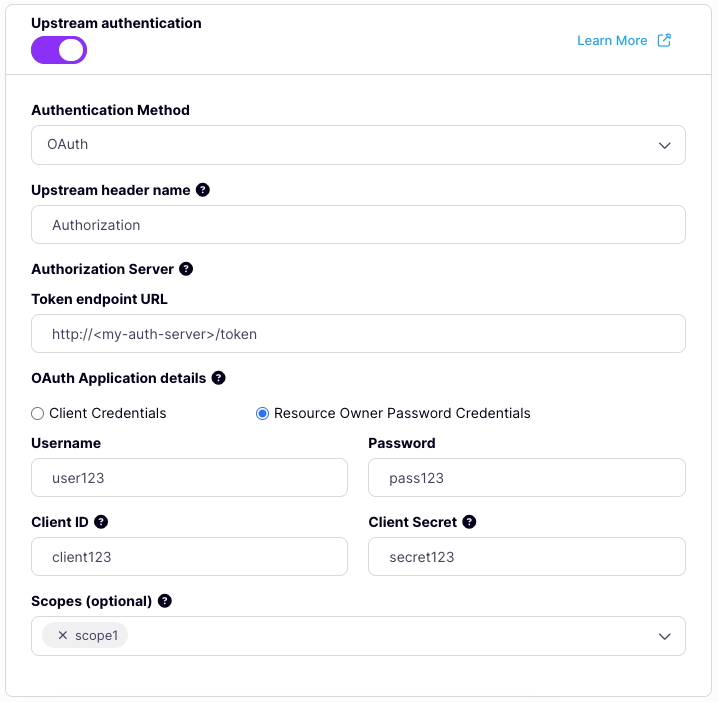 Upstream authentication
Learn More
Authentication Method
OAuth
Upstream header name ?
Authorization
Authorization Server ?
Token endpoint URL
http://<my-auth-server>/token
OAuth Application details ?
Client Credentials Resource Owner Password Credentials
Username Password
user123 pass123
Client ID ? Client Secret ?
client123 secret123
Scopes (optional) ?
× scope1